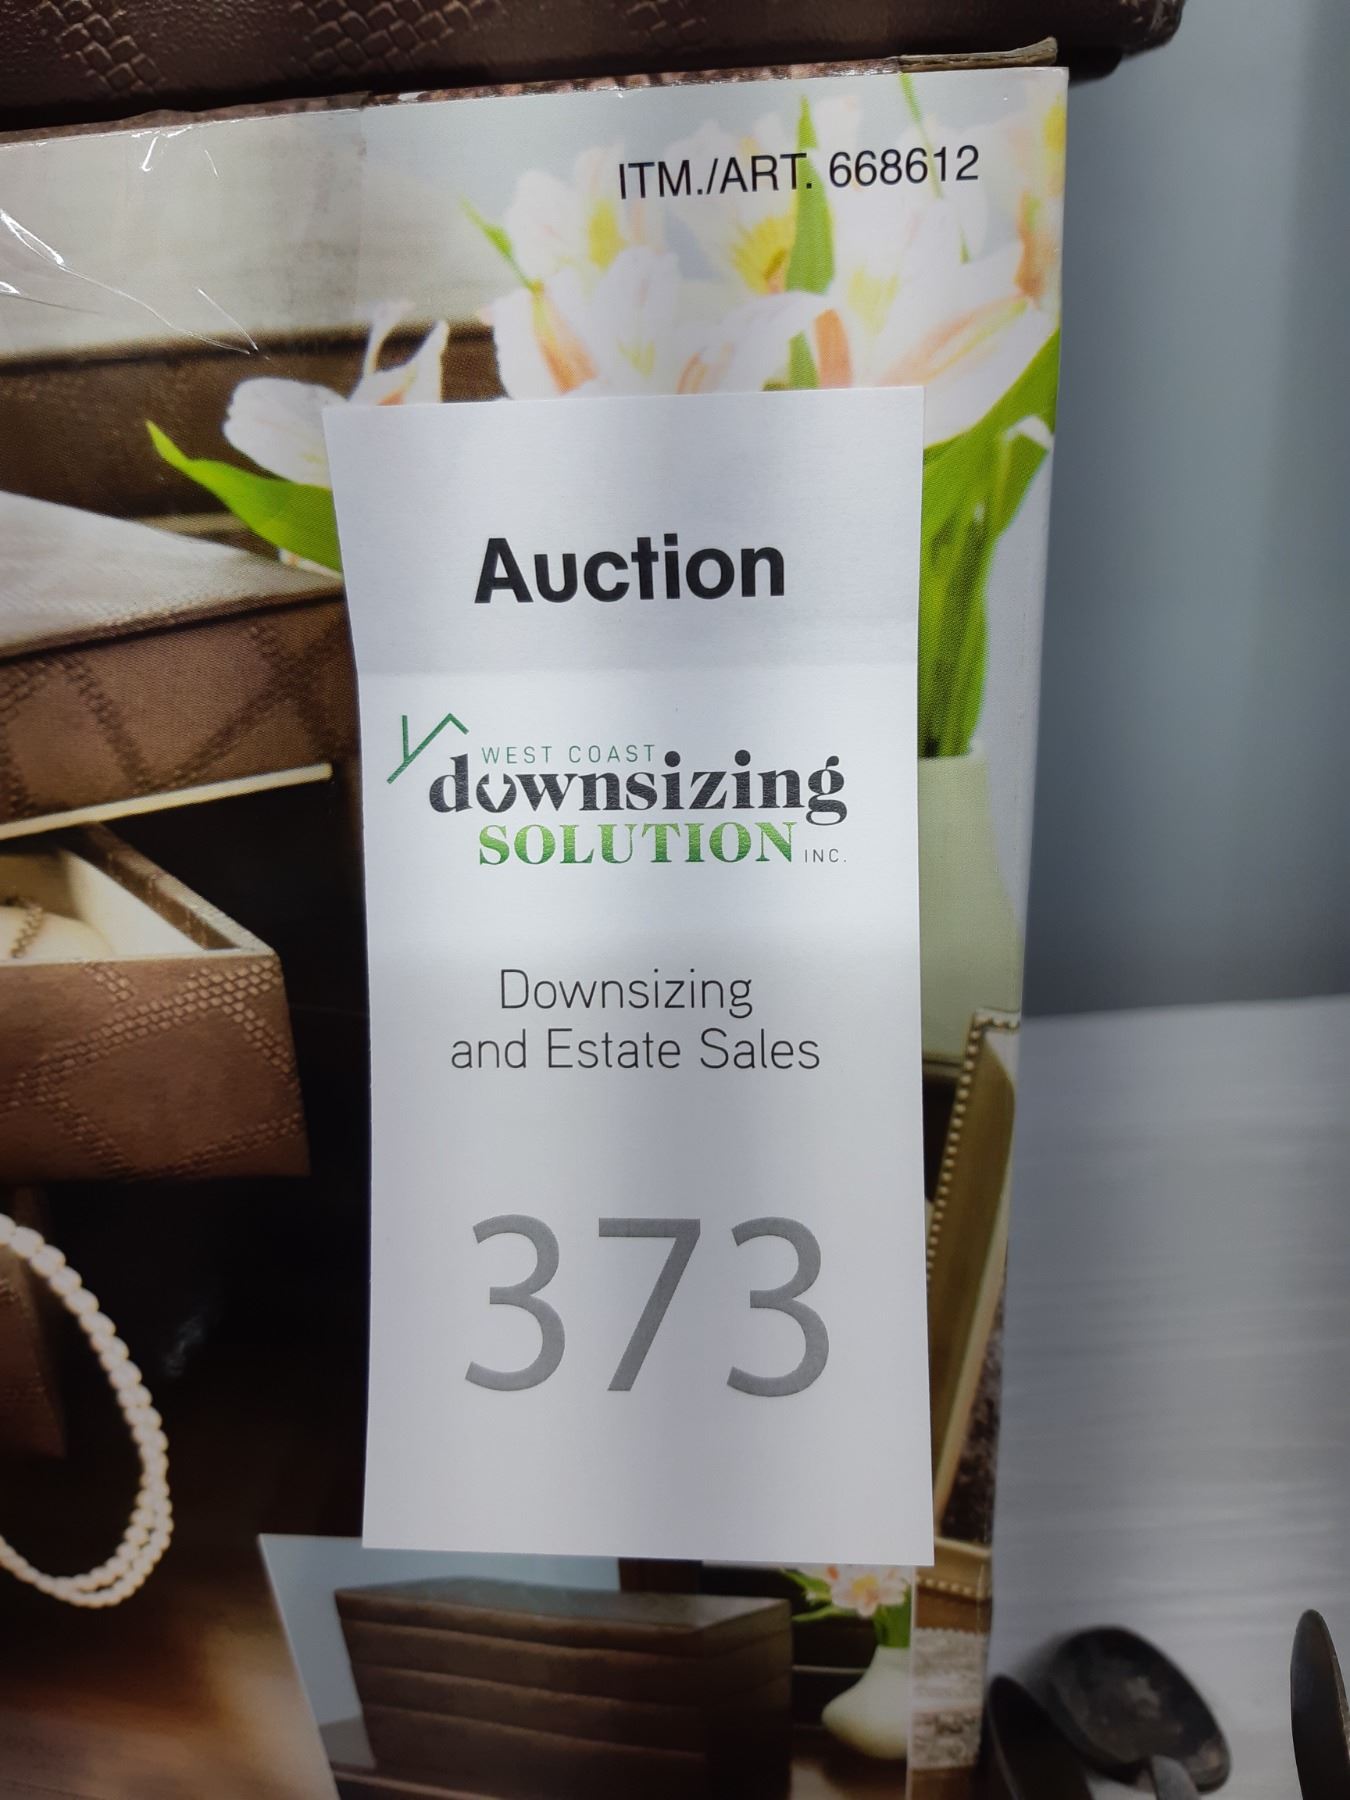 ITM./ART. 668612
Auction
WEST COAST
downsizing
SOLUTION INC.
Downsizing
and Estate Sales
373